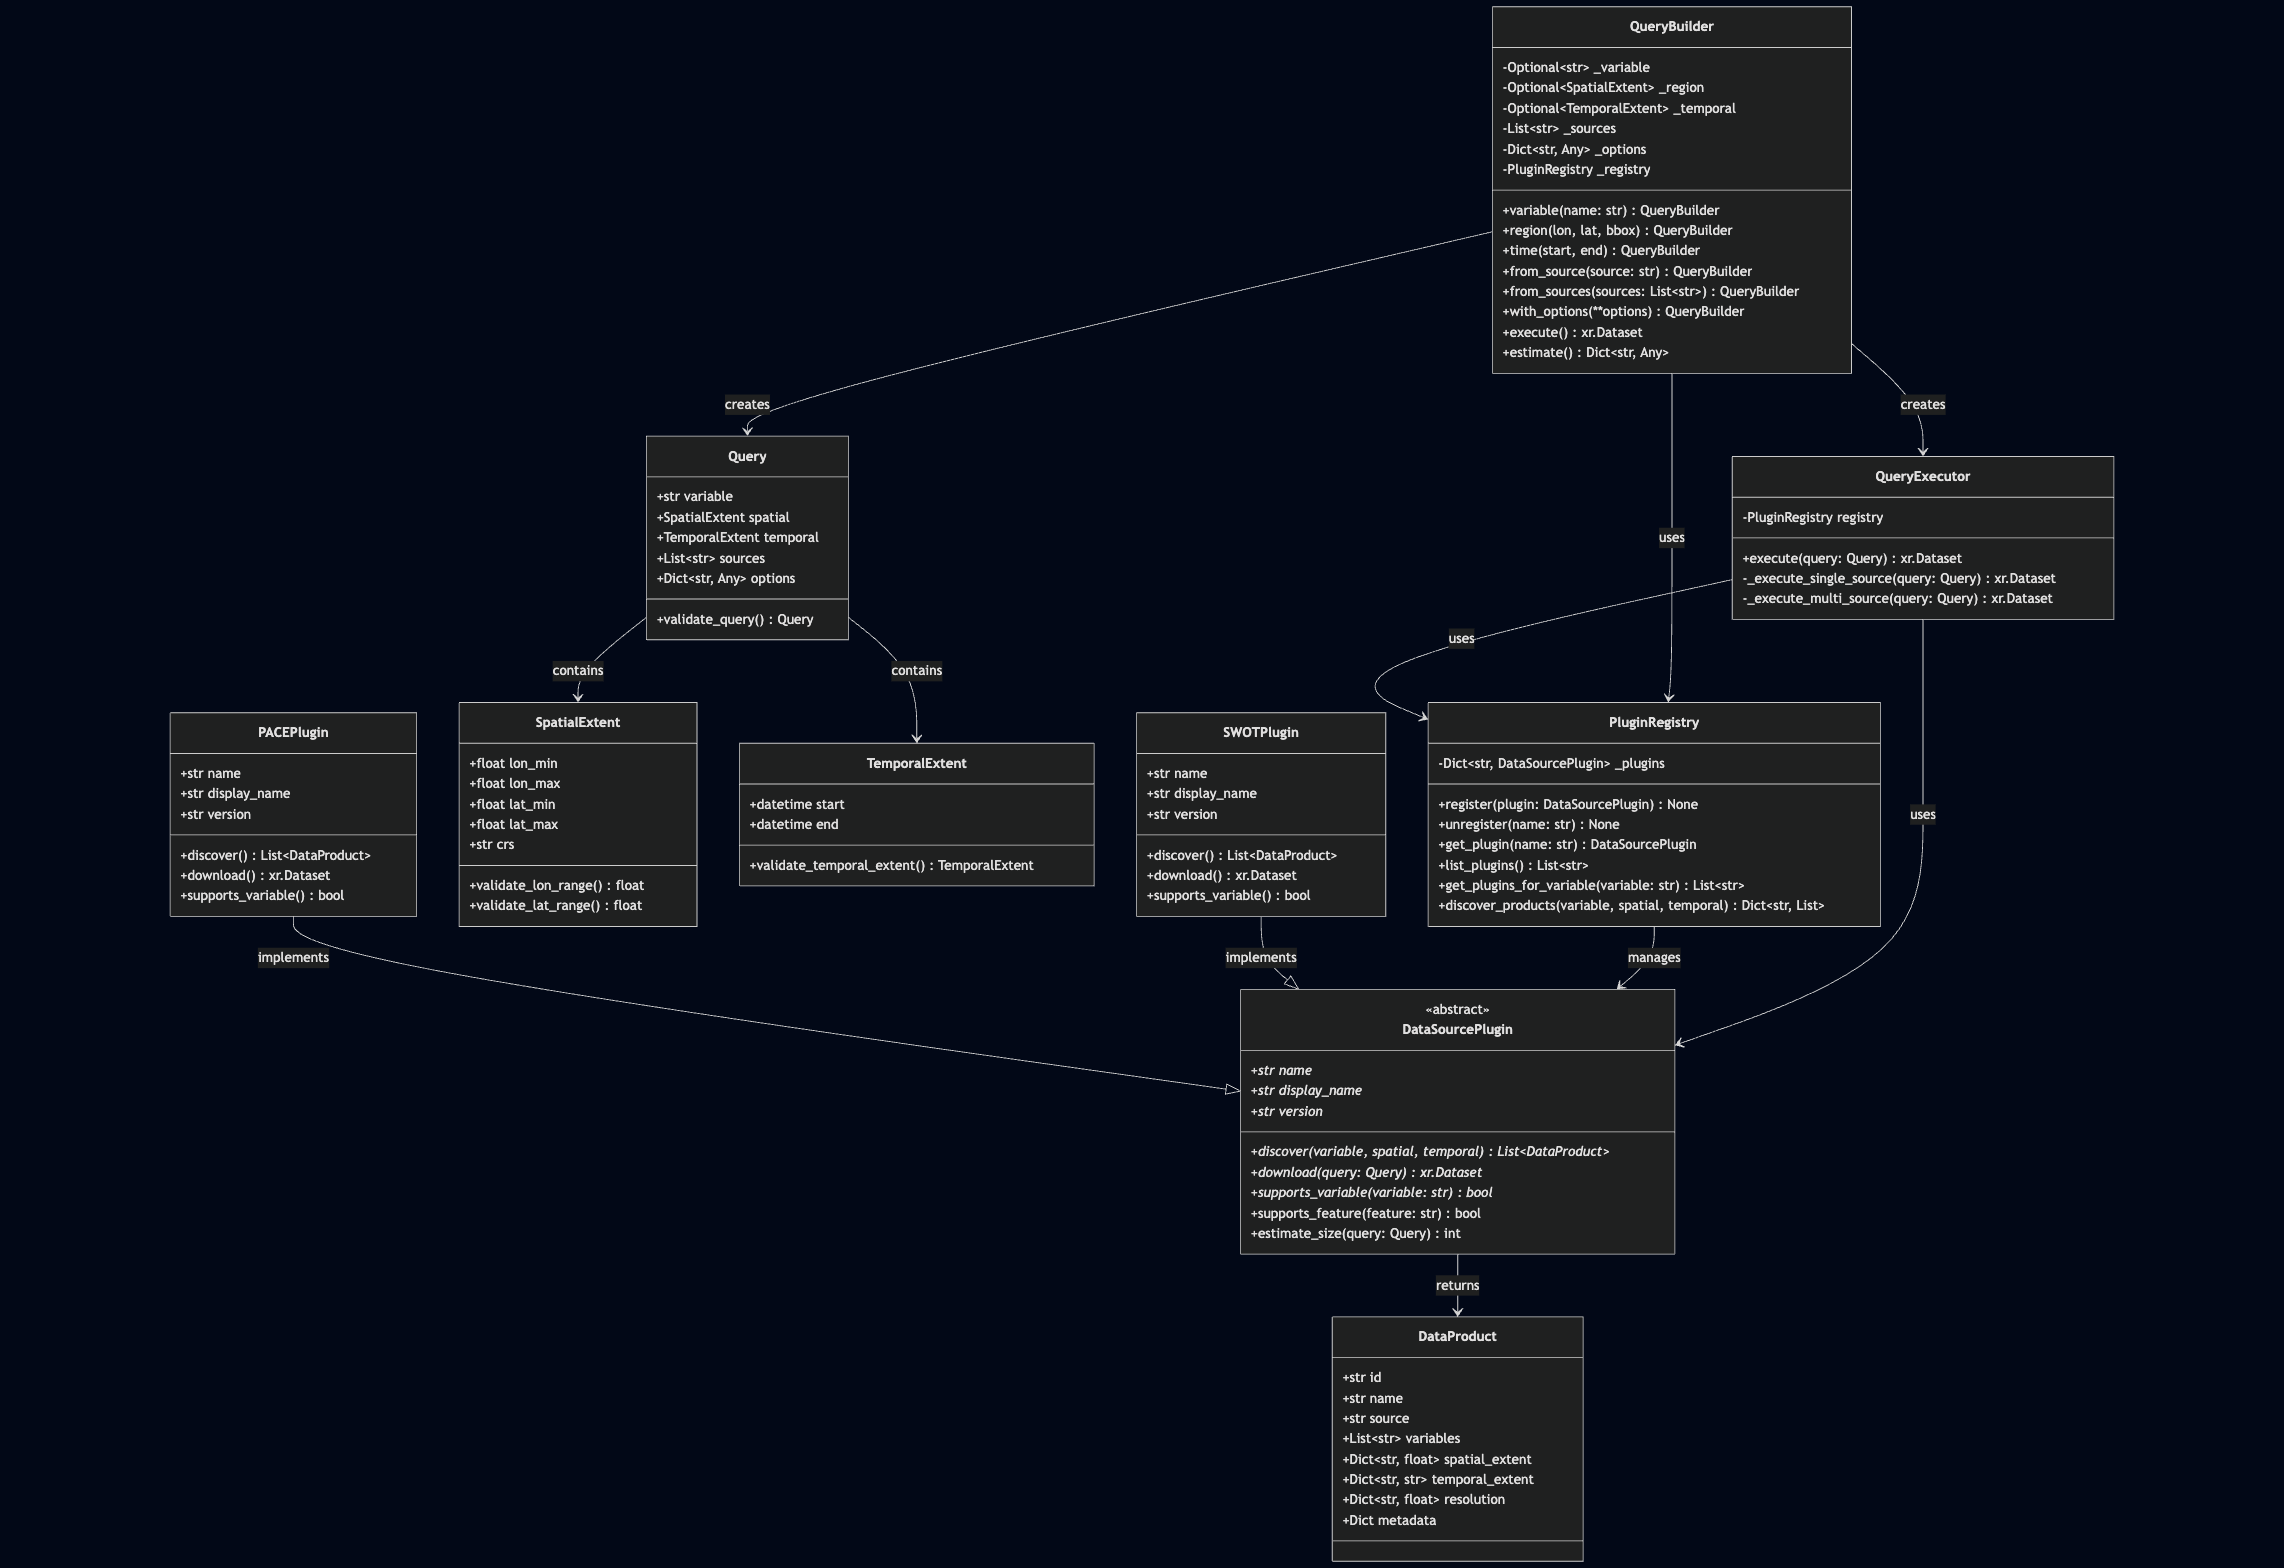 QueryBuilder
-Optional<str> _variable
-Optional<SpatialExtent> _region
-Optional<TemporalExtent> _temporal
-List<str> _sources
-Dict<str, Any> _options
-PluginRegistry _registry
+variable(name: str) : QueryBuilder
+region(lon, lat, bbox) : QueryBuilder
+time(start, end) : QueryBuilder
+from_source(source: str) : QueryBuilder
+from_sources(sources: List<str>) : QueryBuilder
+with_options(**options) : QueryBuilder
+execute() : xr.Dataset
+estimate() : Dict<str, Any>
creates
creates
Query
+str variable
+SpatialExtent spatial
+TemporalExtent temporal
+List<str> sources
+Dict<str, Any> options
+validate_query() : Query
QueryExecutor
-PluginRegistry registry
+execute(query: Query) : xr.Dataset
-_execute_single_source(query: Query) : xr.Dataset
-_execute_multi_source(query: Query) : xr.Dataset
uses
uses
contains
contains
PACEPlugin
+str name
+str display_name
+str version
+discover() : List<DataProduct>
+download() : xr.Dataset
+supports_variable() : bool
SpatialExtent
+float lon_min
+float lon_max
+float lat_min
+float lat_max
+str crs
+validate_lon_range() : float
+validate_lat_range() : float
TemporalExtent
+datetime start
+datetime end
+validate_temporal_extent() : TemporalExtent
SWOTPlugin
+str name
+str display_name
+str version
+discover() : List<DataProduct>
+download() : xr.Dataset
+supports_variable() : bool
PluginRegistry
-Dict<str, DataSourcePlugin> _plugins
+register(plugin: DataSourcePlugin) : None
+unregister(name: str) : None
+get_plugin(name: str) : DataSourcePlugin
+list_plugins() : List<str>
+get_plugins_for_variable(variable: str) : List<str>
+discover_products(variable, spatial, temporal) : Dict<str, List>
uses
implements
implements
manages
«abstract»
DataSourcePlugin
+str name
+str display_name
+str version
+discover(variable, spatial, temporal) : List<DataProduct>
+download(query: Query) : xr.Dataset
+supports_variable(variable: str) : bool
+supports_feature(feature: str) : bool
+estimate_size(query: Query) : int
returns
DataProduct
+str id
+str name
+str source
+List<str> variables
+Dict<str, float> spatial_extent
+Dict<str, str> temporal_extent
+Dict<str, float> resolution
+Dict metadata